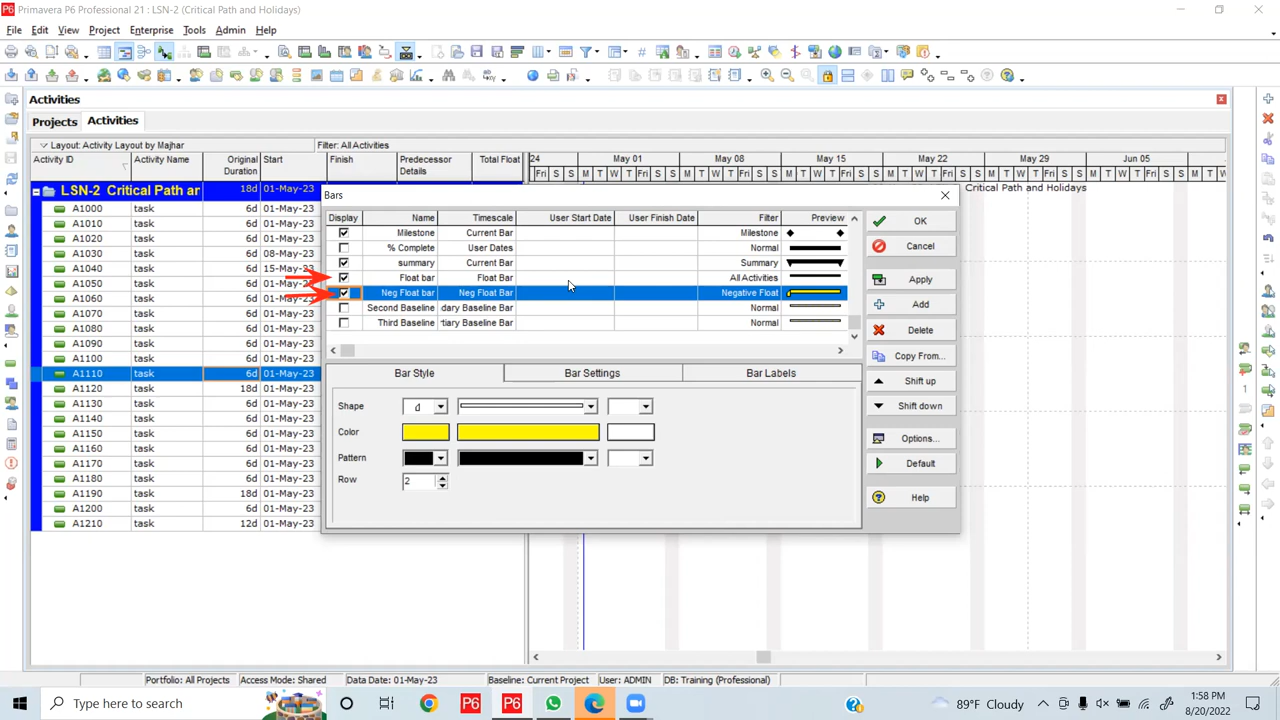 Primavera P6 Professional 21 : LSN-2 (Critical Path and Holidays)
File Edit View Project Enterprise Tools Admin Help
Activities
Projects Activities
Layout: Activity Layout by Majhar Filter: All Activities
Activity ID Activity Name Original Duration Start Finish Predecessor Details Total Float
24 May 01 May 08 May 15 May 22 May 29 Jun 05
Fri S S M T W T Fri S S M T W T Fri S S M T W T Fri S S M T W T Fri S S M T W T Fri S S M T W T Fri S S
LSN-2 Critical Path ar 18d 01-May-23
Critical Path and Holidays
A1000 task 6d 01-May-23
A1010 task 6d 01-May-23
A1020 task 6d 01-May-23
A1030 task 6d 08-May-23
A1040 task 6d 15-May-23
A1050 task 6d 01-May-23
A1060 task 6d 01-May-23
A1070 task 6d 01-May-23
A1080 task 6d 01-May-23
A1090 task 6d 01-May-23
A1100 task 6d 01-May-23
A1110 task 6d 01-May-23
A1120 task 18d 01-May-23
A1130 task 6d 01-May-23
A1140 task 6d 01-May-23
A1150 task 6d 01-May-23
A1160 task 6d 01-May-23
A1170 task 6d 01-May-23
A1180 task 6d 01-May-23
A1190 task 18d 01-May-23
A1200 task 6d 01-May-23
A1210 task 12d 01-May-23
Bars
Display Name Timescale User Start Date User Finish Date Filter Preview
Milestone Current Bar Milestone
% Complete User Dates Normal
summary Current Bar Summary
Float bar Float Bar All Activities
Neg Float bar Neg Float Bar Negative Float
Second Baseline dary Baseline Bar Normal
Third Baseline tiary Baseline Bar Normal
Bar Style Bar Settings Bar Labels
Shape
Color
Pattern
Row 2
OK
Cancel
Apply
Add
Delete
Copy From...
Shift up
Shift down
Options...
Default
Help
Portfolio: All Projects Access Mode: Shared Data Date: 01-May-23 Baseline: Current Project User: ADMIN DB: Training (Professional)
Type here to search
89°F Cloudy
1:58 PM
8/20/2022